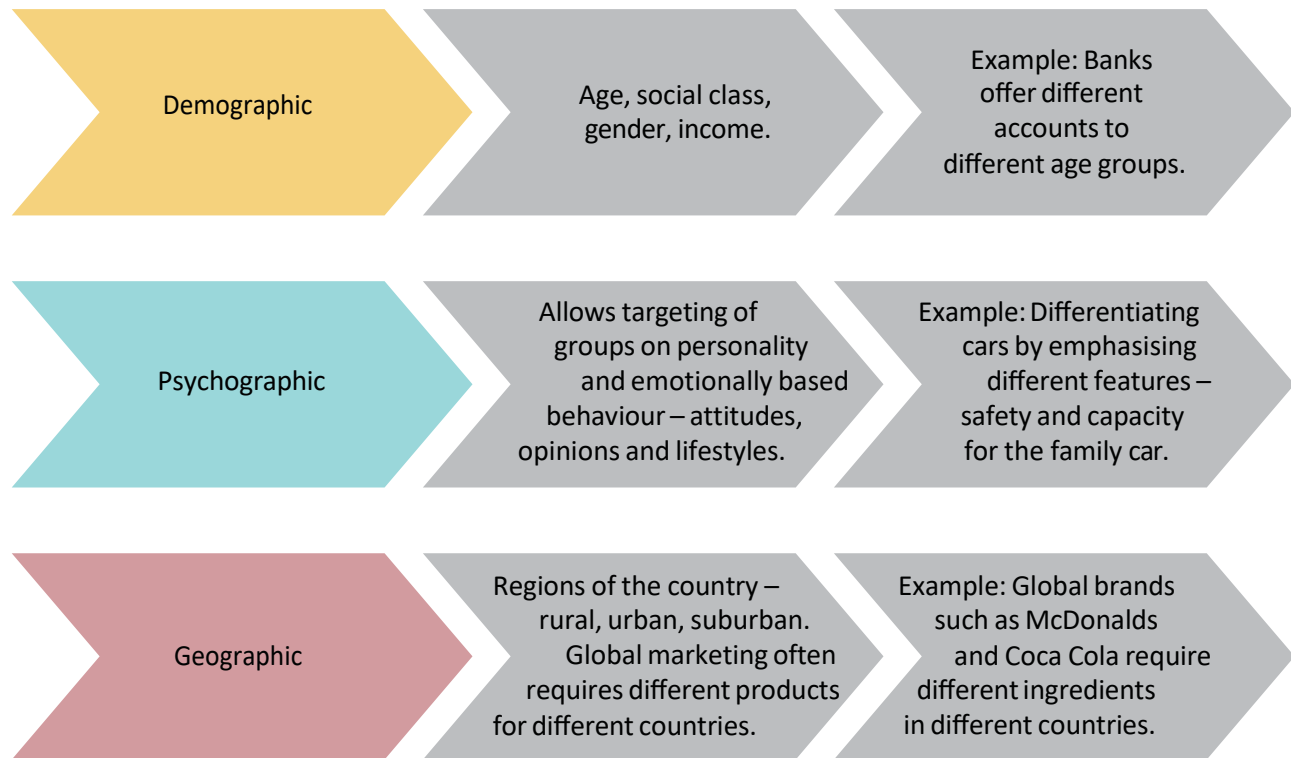 Demographic
Age, social class,
gender, income.
Example: Banks
offer different
accounts to
different age groups.
Psychographic
Allows targeting of
groups on personality
and emotionally based
behaviour – attitudes,
opinions and lifestyles.
Example: Differentiating
cars by emphasising
different features –
safety and capacity
for the family car.
Geographic
Regions of the country –
rural, urban, suburban.
Global marketing often
requires different products
for different countries.
Example: Global brands
such as McDonalds
and Coca Cola require
different ingredients
in different countries.